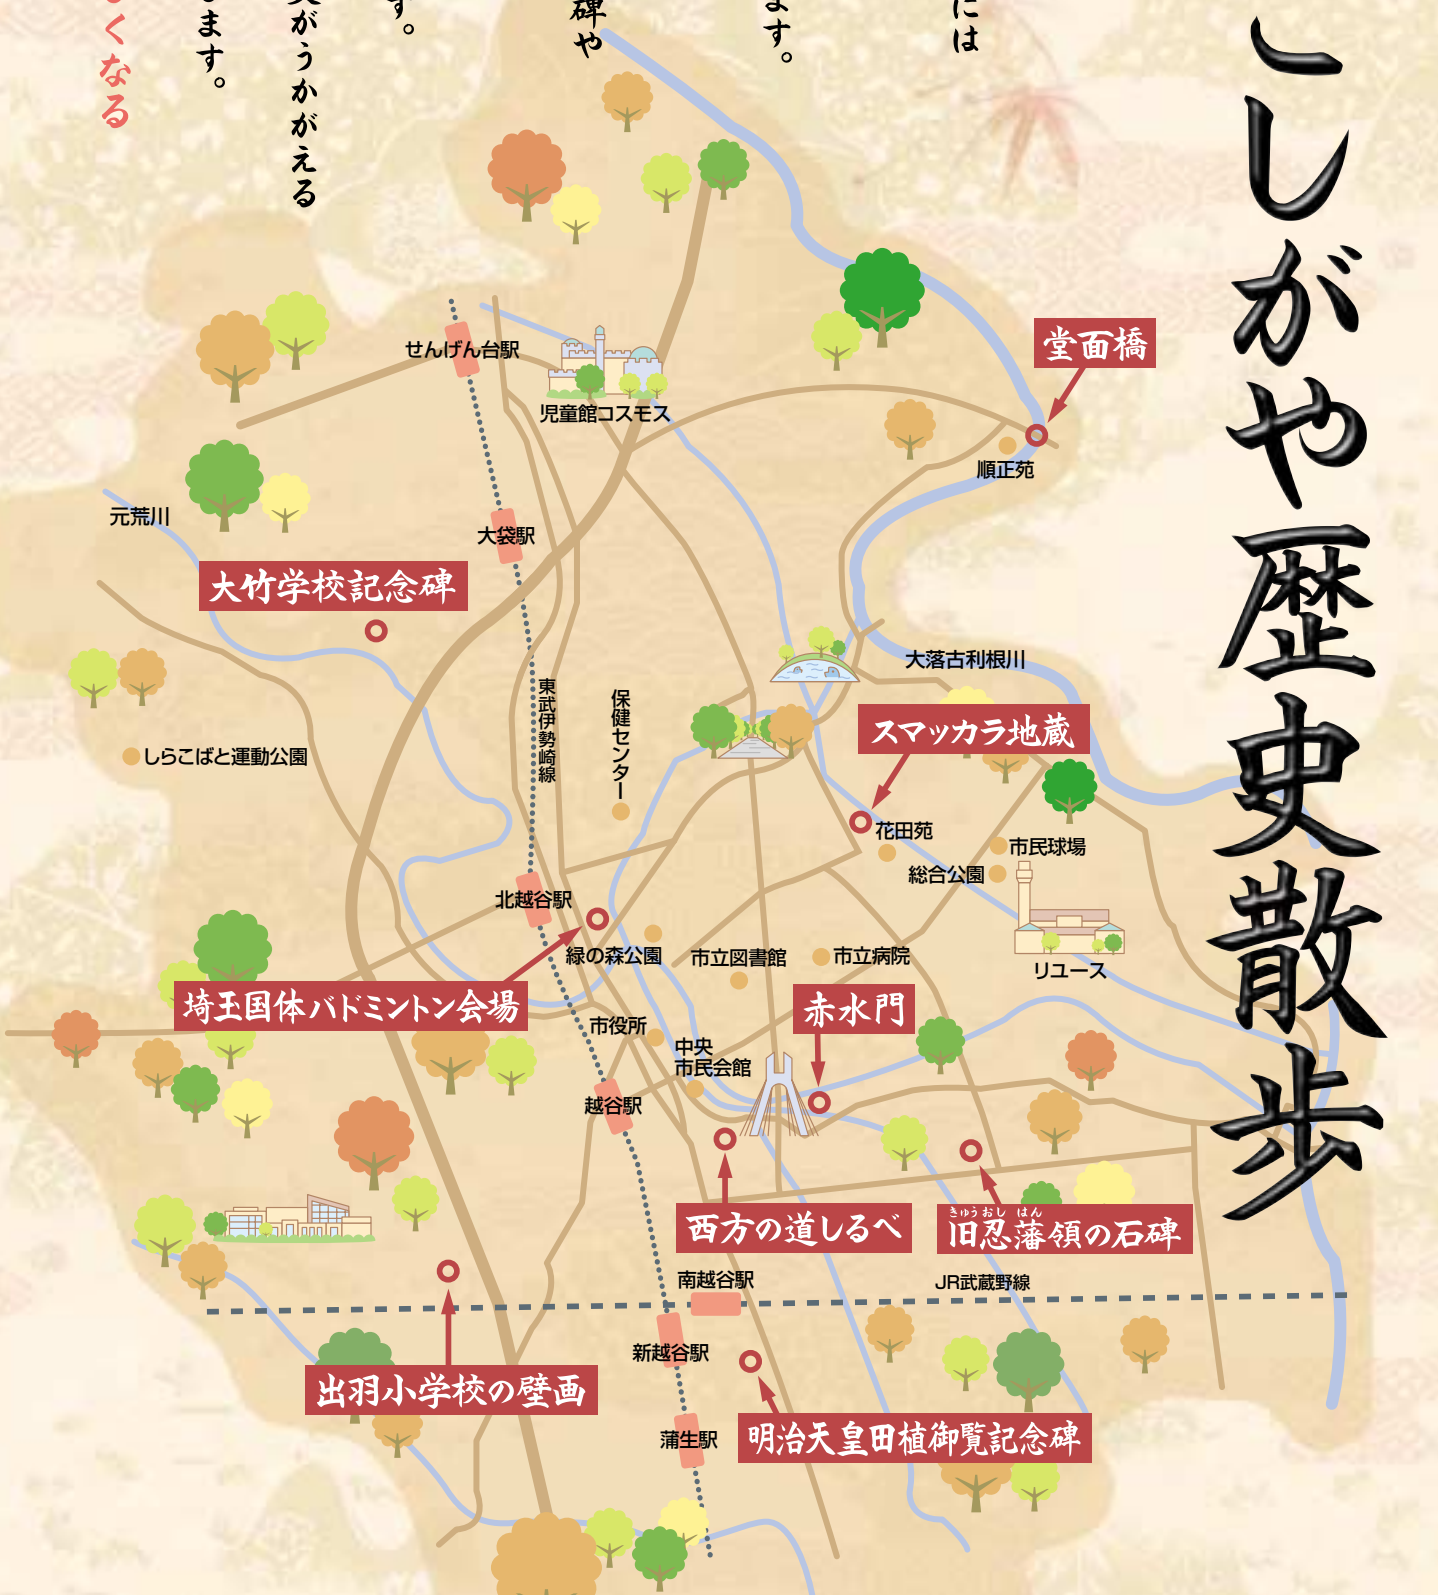 こしがや歴史散歩
には
ます。
碑や
す。
がうかがえる
ます。
くなる
堂面橋
せんげん台駅
児童館コスモス
順正苑
元荒川
大袋駅
大竹学校記念碑
大落古利根川
東武伊勢崎線
保健センター
スマッカラ地蔵
しらこばと運動公園
花田苑
市民球場
総合公園
北越谷駅
緑の森公園
市立図書館
市立病院
リユース
埼玉国体バドミントン会場
赤水門
市役所
中央
市民会館
越谷駅
西方の道しるべ
きゅうおし はん
旧忍藩領の石碑
南越谷駅
JR武蔵野線
新越谷駅
出羽小学校の壁画
蒲生駅
明治天皇田植御覧記念碑